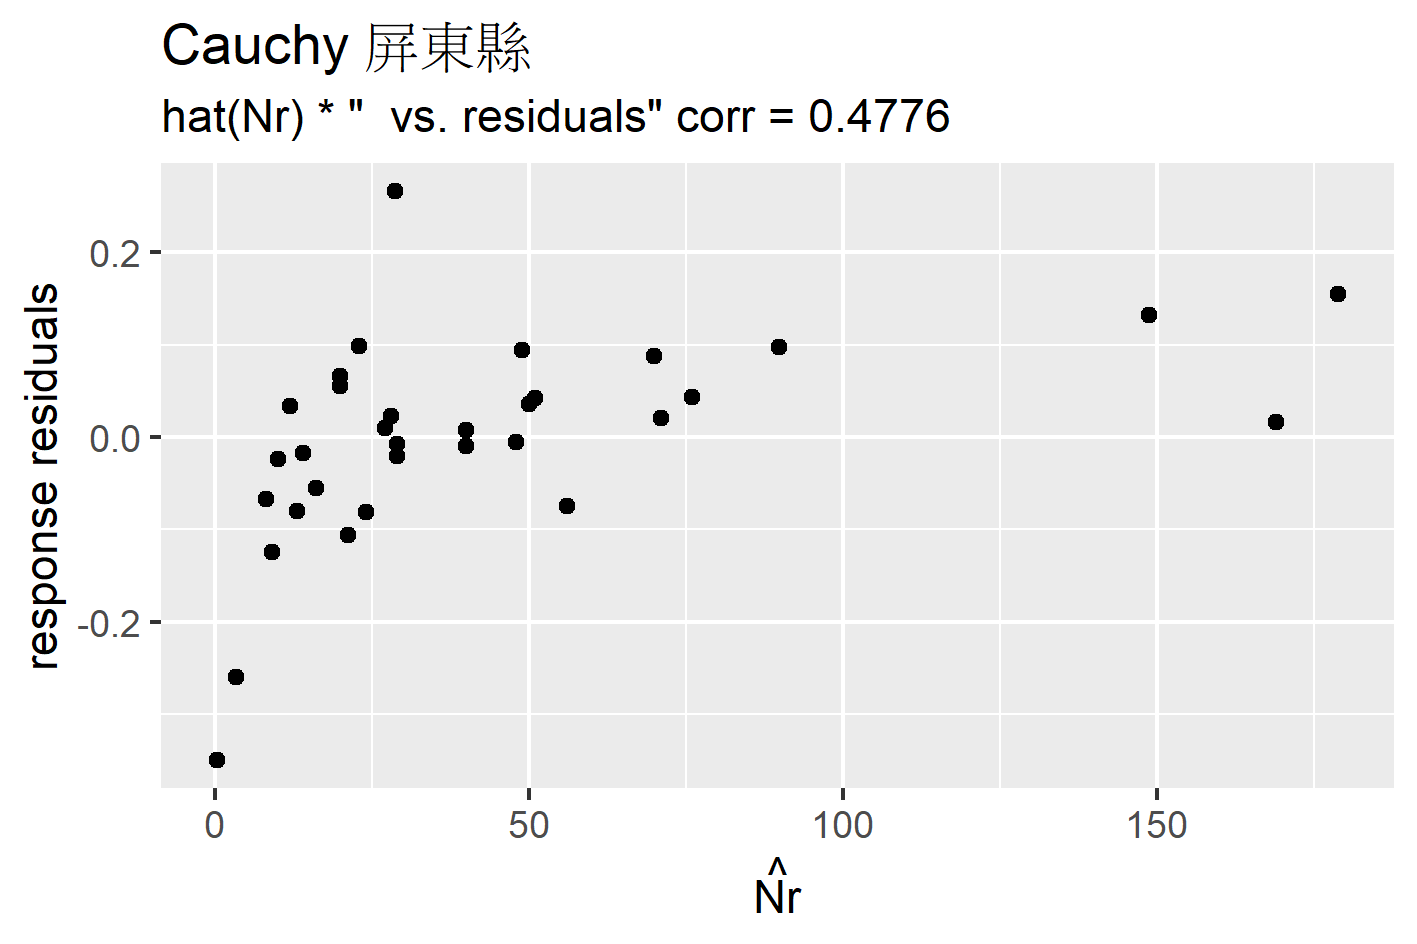 Cauchy 屏東縣
hat(Nr) * "  vs. residuals" corr = 0.4776
response residuals
0.2
0.0
-0.2
0 50 100 150
N̂r